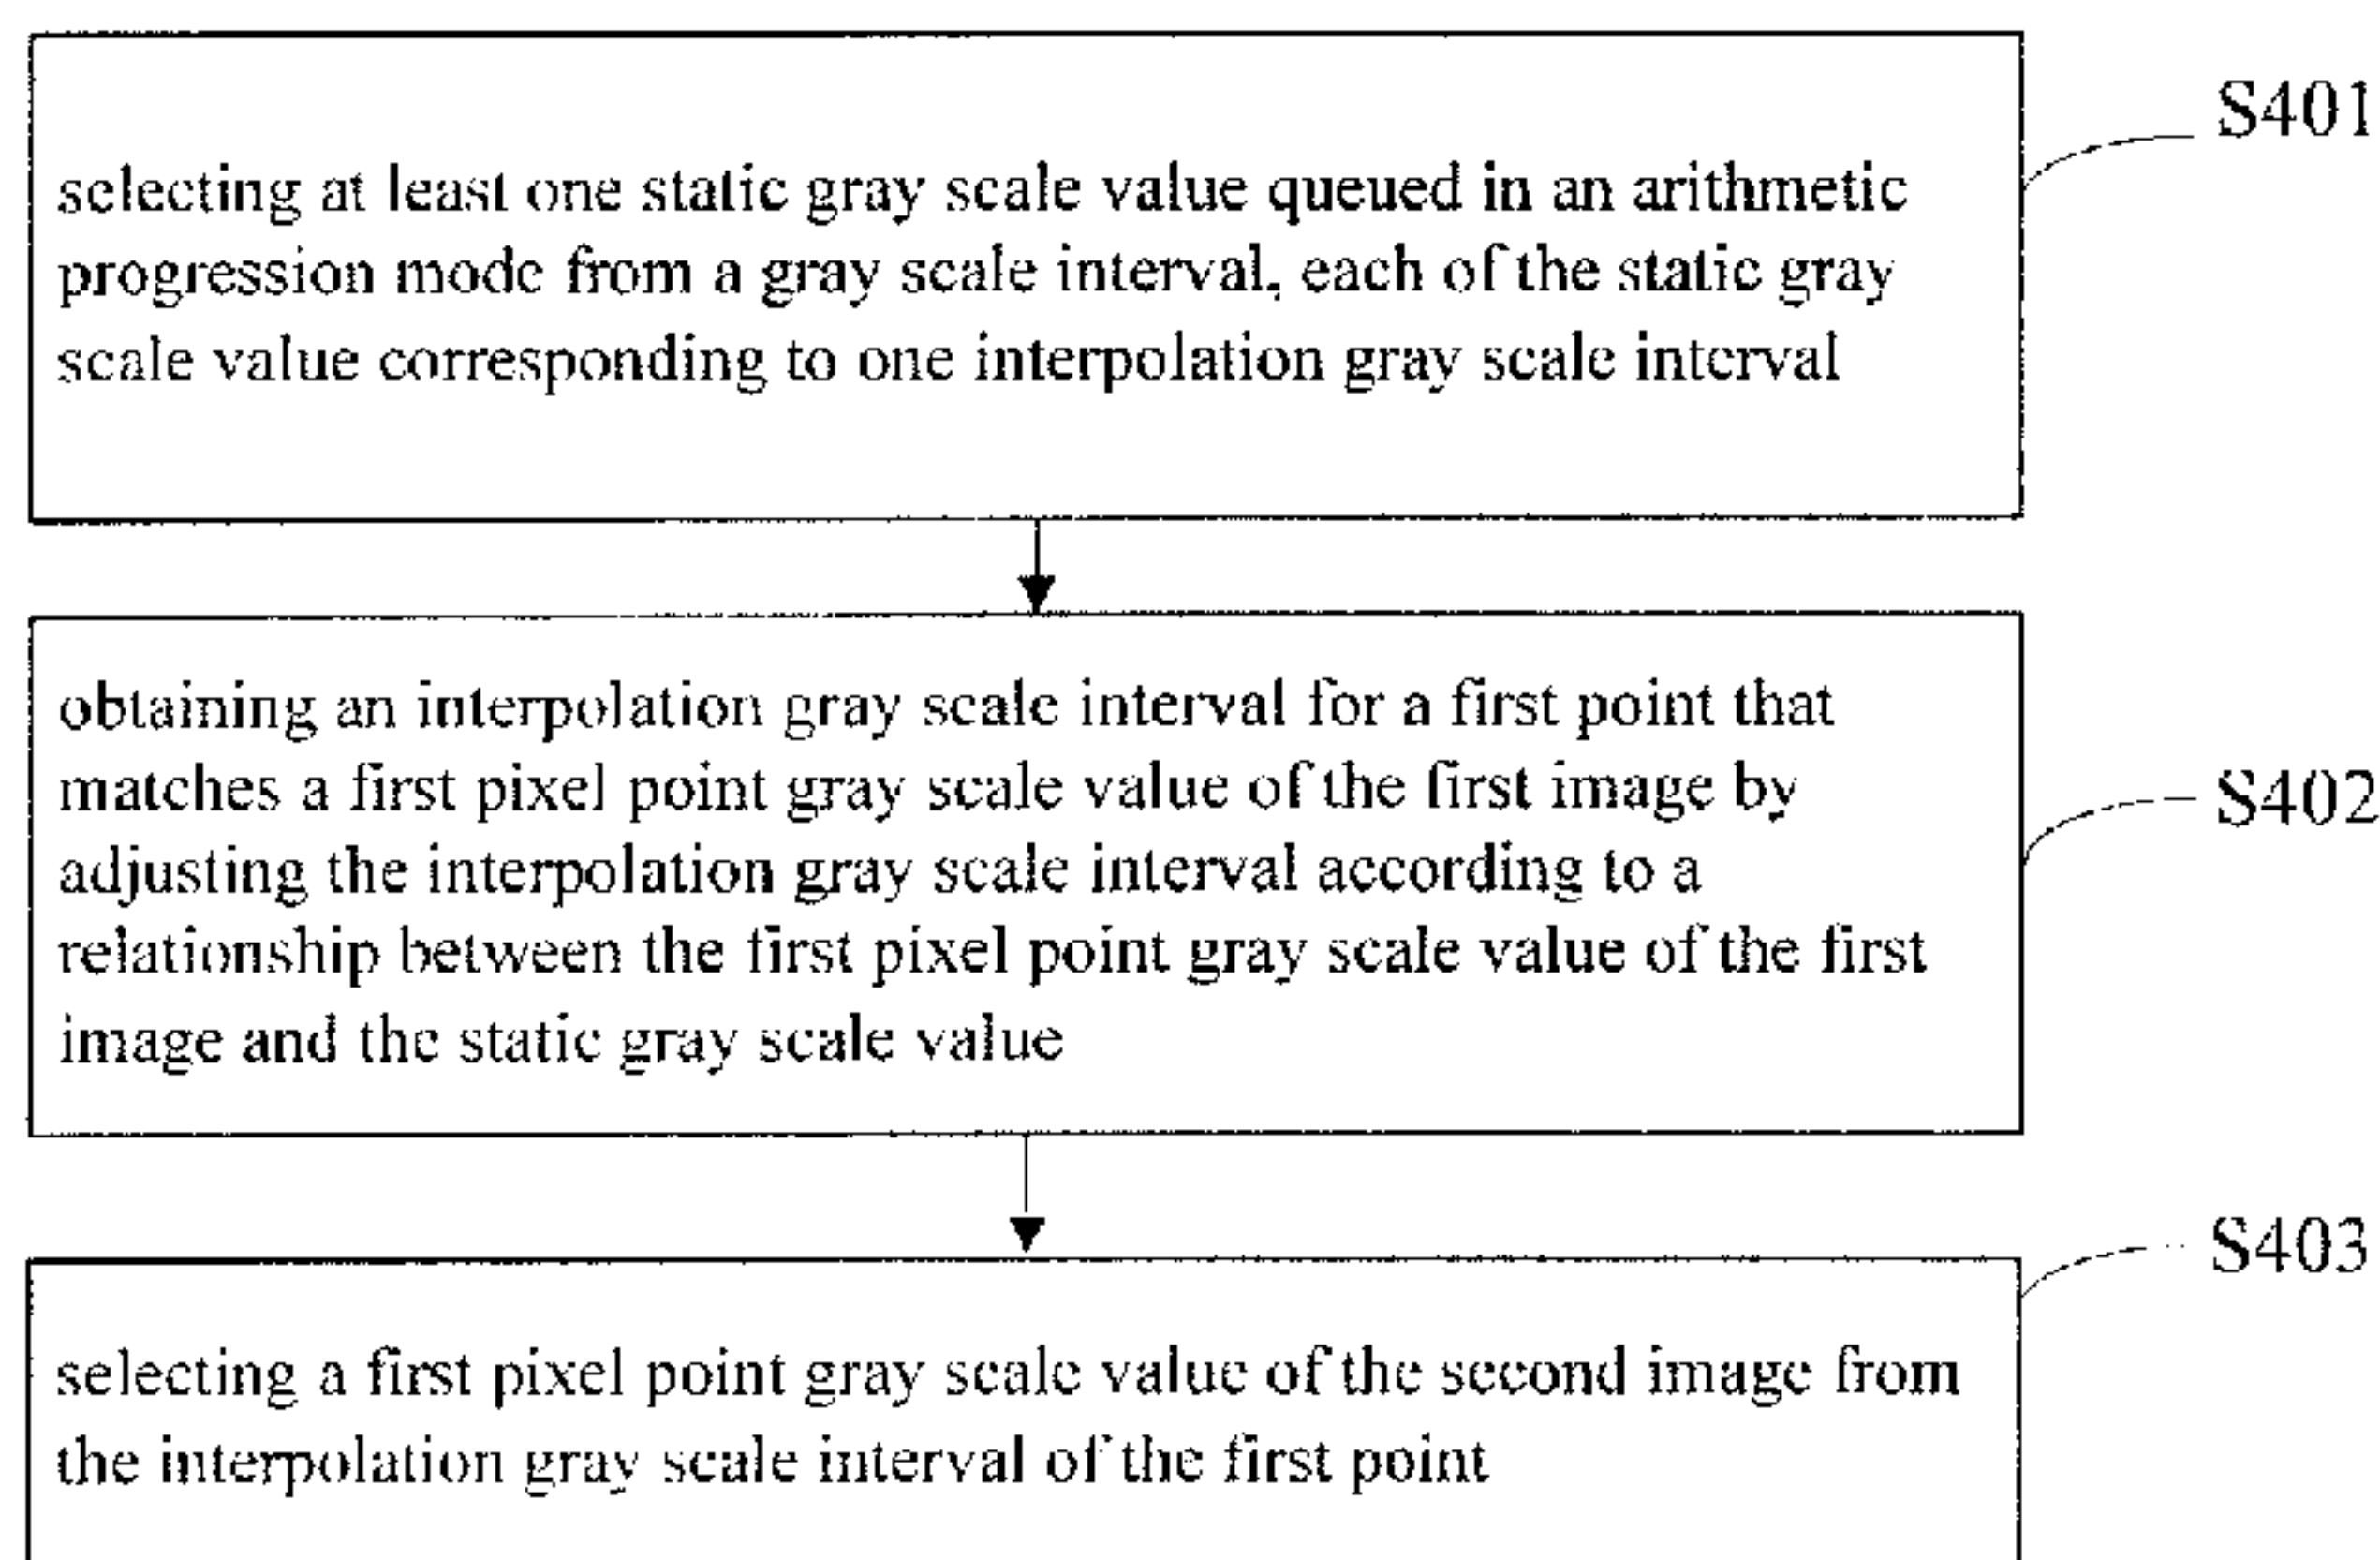 S401
selecting at least one static gray scale value queued in an arithmetic
progression mode from a gray scale interval, each of the static gray
scale value corresponding to one interpolation gray scale interval
obtaining an interpolation gray scale interval for a first point that
matches a first pixel point gray scale value of the first image by
S402
adjusting the interpolation gray scale interval according to a
relationship between the first pixel point gray scale value of the first
image and the static gray scale value
S403
selecting a first pixel point gray scale value of the second image from
the interpolation gray scale interval of the first point